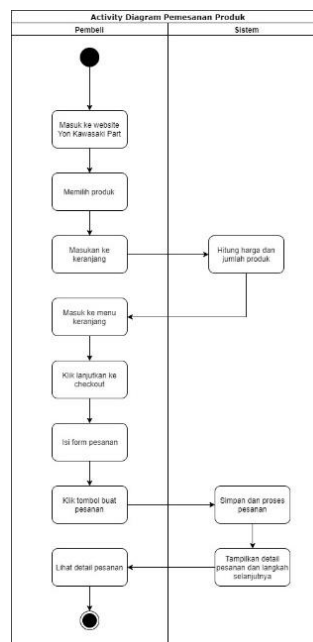 Activity Diagram Pemesanan Produk
Pembeli
Sistem
Masuk ke website
Yon Kawasaki Part
Memilih produk
Masukan ke
keranjang
Hitung harga dan
jumlah produk
Masuk ke menu
keranjang
Klik lanjutkan ke
checkout
Isi form pesanan
Klik tombol buat
pesanan
Simpan dan proses
pesanan
Tampilkan detail
pesanan dan langkah
selanjutnya
Lihat detail pesanan